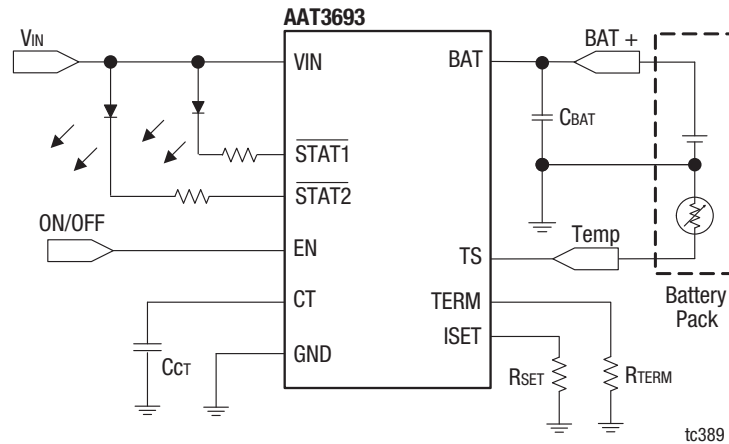 AAT3693
VIN
VIN
BAT
BAT +
CBAT
STAT1
STAT2
ON/OFF
EN
TS
Temp
CT
TERM
Battery
Pack
ISET
CCT
GND
RSET
RTERM
tc389